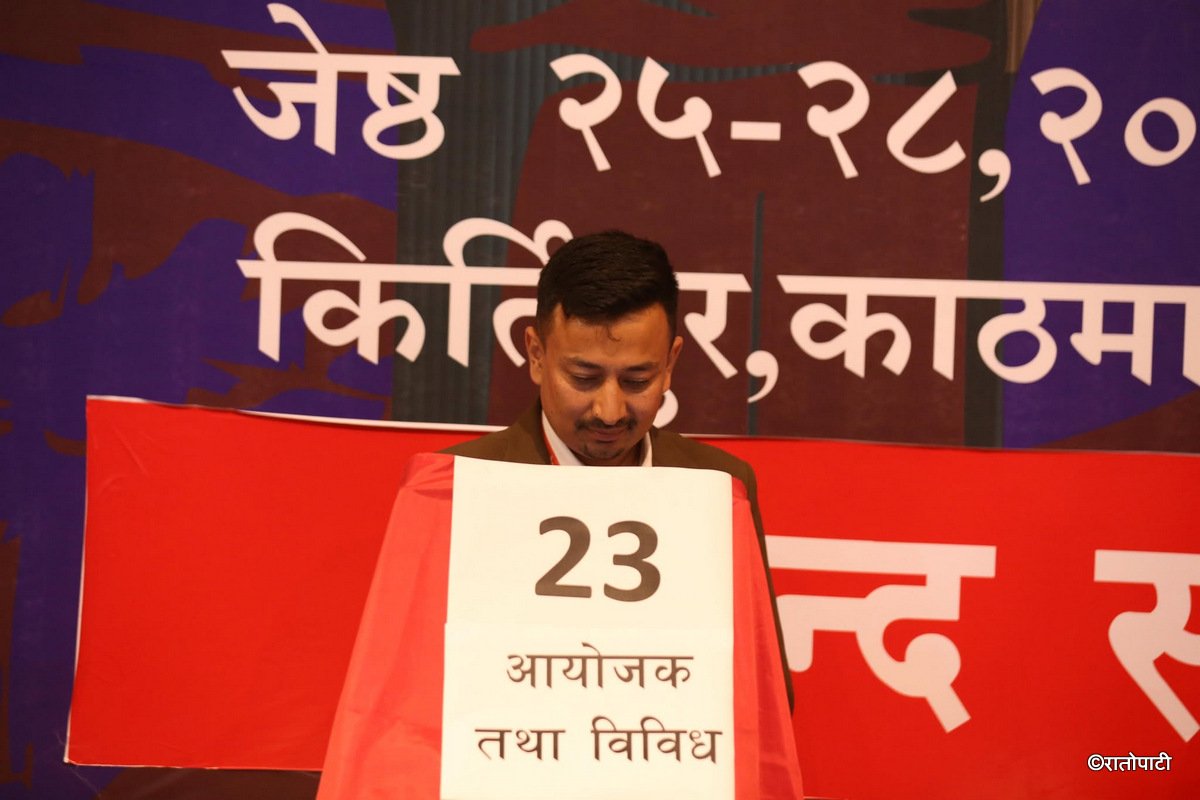 जेष्ठ २५-२८,२०
काठमा
23
आयोजक
तथा विविध
©रातोपाटी